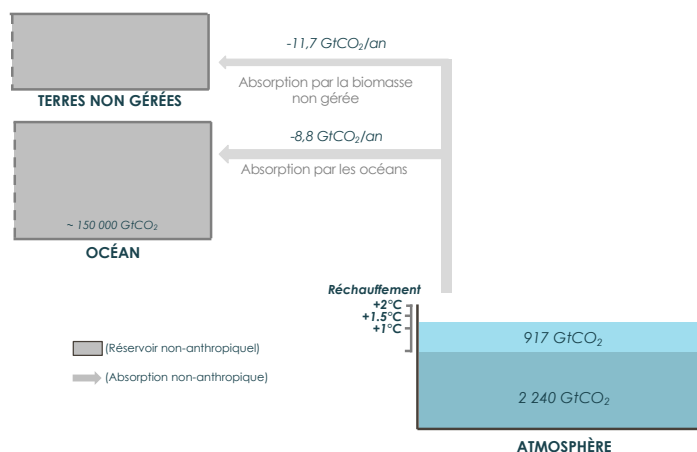 -11,7 GtCO₂/an
Absorption par la biomasse
non gérée
TERRES NON GÉRÉES
-8,8 GtCO₂/an
Absorption par les océans
~ 150 000 GtCO₂
OCÉAN
Réchauffement
+2°C
+1.5°C
+1°C
917 GtCO₂
2 240 GtCO₂
ATMOSPHÈRE
(Réservoir non-anthropiquel)
(Absorption non-anthropique)